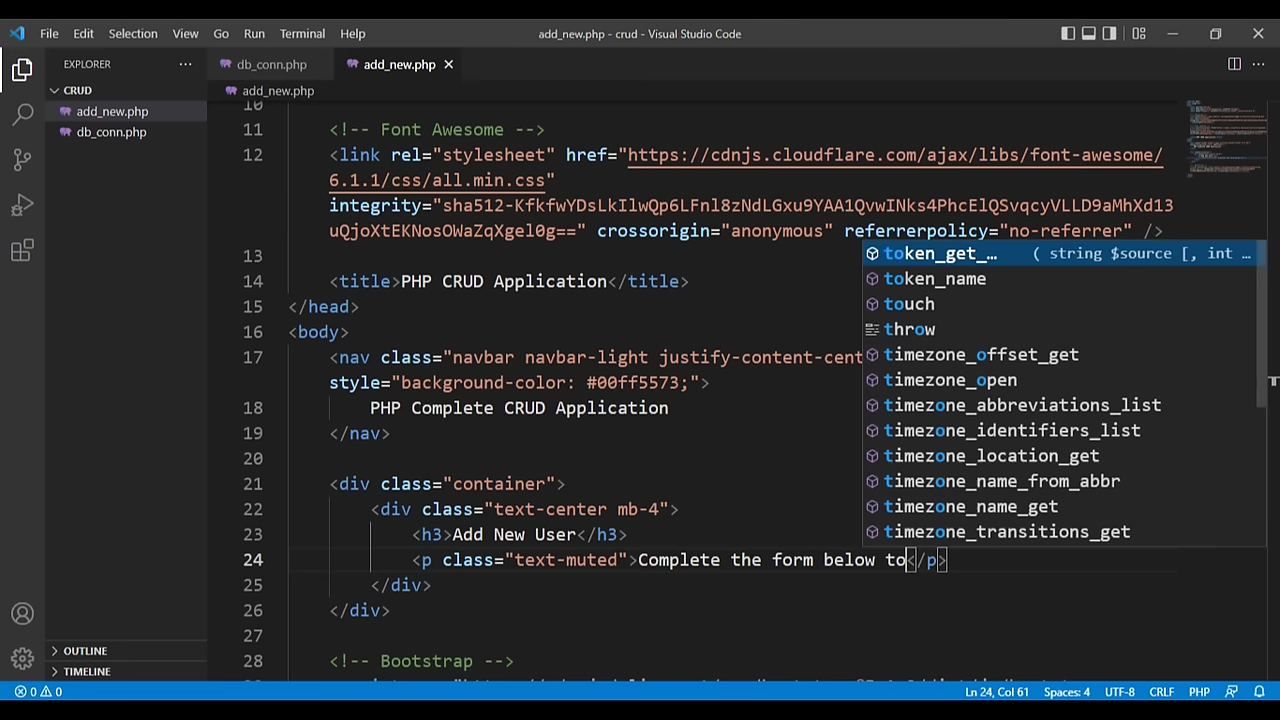 File Edit Selection View Go Run Terminal Help
add_new.php - crud - Visual Studio Code
EXPLORER
CRUD
add_new.php
db_conn.php
OUTLINE
TIMELINE
db_conn.php
add_new.php
add_new.php
10
11 <!-- Font Awesome -->
12 <link rel="stylesheet" href="https://cdnjs.cloudflare.com/ajax/libs/font-awesome/
6.1.1/css/all.min.css"
integrity="sha512-KfkfwYDsLkIlwQp6LFnl8zNdLGxu9YAA1QvwINks4PhcElQSvqcyVLLD9aMhXd13
uQjoXtEKNosOWaZqXgel0g==" crossorigin="anonymous" referrerpolicy="no-referrer" />
13
14 <title>PHP CRUD Application</title>
15 </head>
16 <body>
17 <nav class="navbar navbar-light justify-content-cent
style="background-color: #00ff5573;">
18 PHP Complete CRUD Application
19 </nav>
20
21 <div class="container">
22 <div class="text-center mb-4">
23 <h3>Add New User</h3>
24 <p class="text-muted">Complete the form below to</p>
25 </div>
26 </div>
27
28 <!-- Bootstrap -->
token_get_… ( string $source [, int …
token_name
touch
throw
timezone_offset_get
timezone_open
timezone_abbreviations_list
timezone_identifiers_list
timezone_location_get
timezone_name_from_abbr
timezone_name_get
timezone_transitions_get
0 0
Ln 24, Col 61 Spaces: 4 UTF-8 CRLF PHP